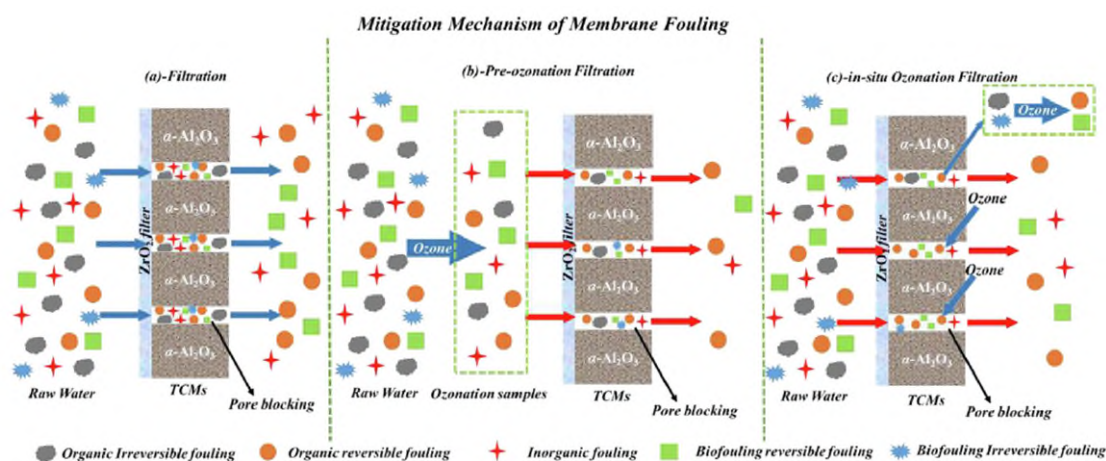 Mitigation Mechanism of Membrane Fouling
(a)-Filtration
α-Al2O3
α-Al2O3
α-Al2O3
α-Al2O3
ZrO2 filter
Raw Water
TCMs
Pore blocking
(b)-Pre-ozonation Filtration
Ozone
α-Al2O3
α-Al2O3
α-Al2O3
α-Al2O3
ZrO2 filter
Raw Water
Ozonation samples
TCMs
Pore blocking
(c)-in-situ Ozonation Filtration
Ozone
α-Al2O3
α-Al2O3
α-Al2O3
α-Al2O3
ZrO2 filter
Ozone
Ozone
Raw Water
TCMs
Pore blocking
Organic Irreversible fouling
Organic reversible fouling
Inorganic fouling
Biofouling reversible fouling
Biofouling Irreversible fouling